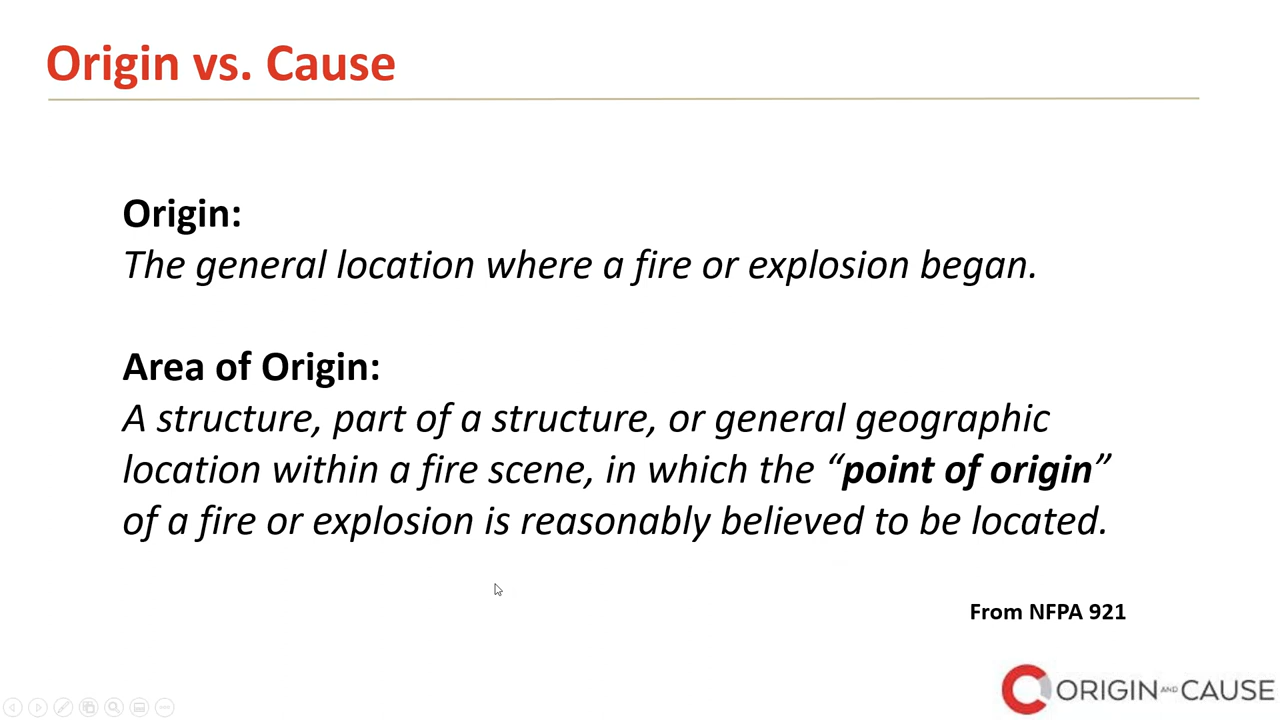 Origin vs. Cause
Origin:
The general location where a fire or explosion began.
Area of Origin:
A structure, part of a structure, or general geographic
location within a fire scene, in which the “point of origin”
of a fire or explosion is reasonably believed to be located.
From NFPA 921
ORIGIN AND CAUSE